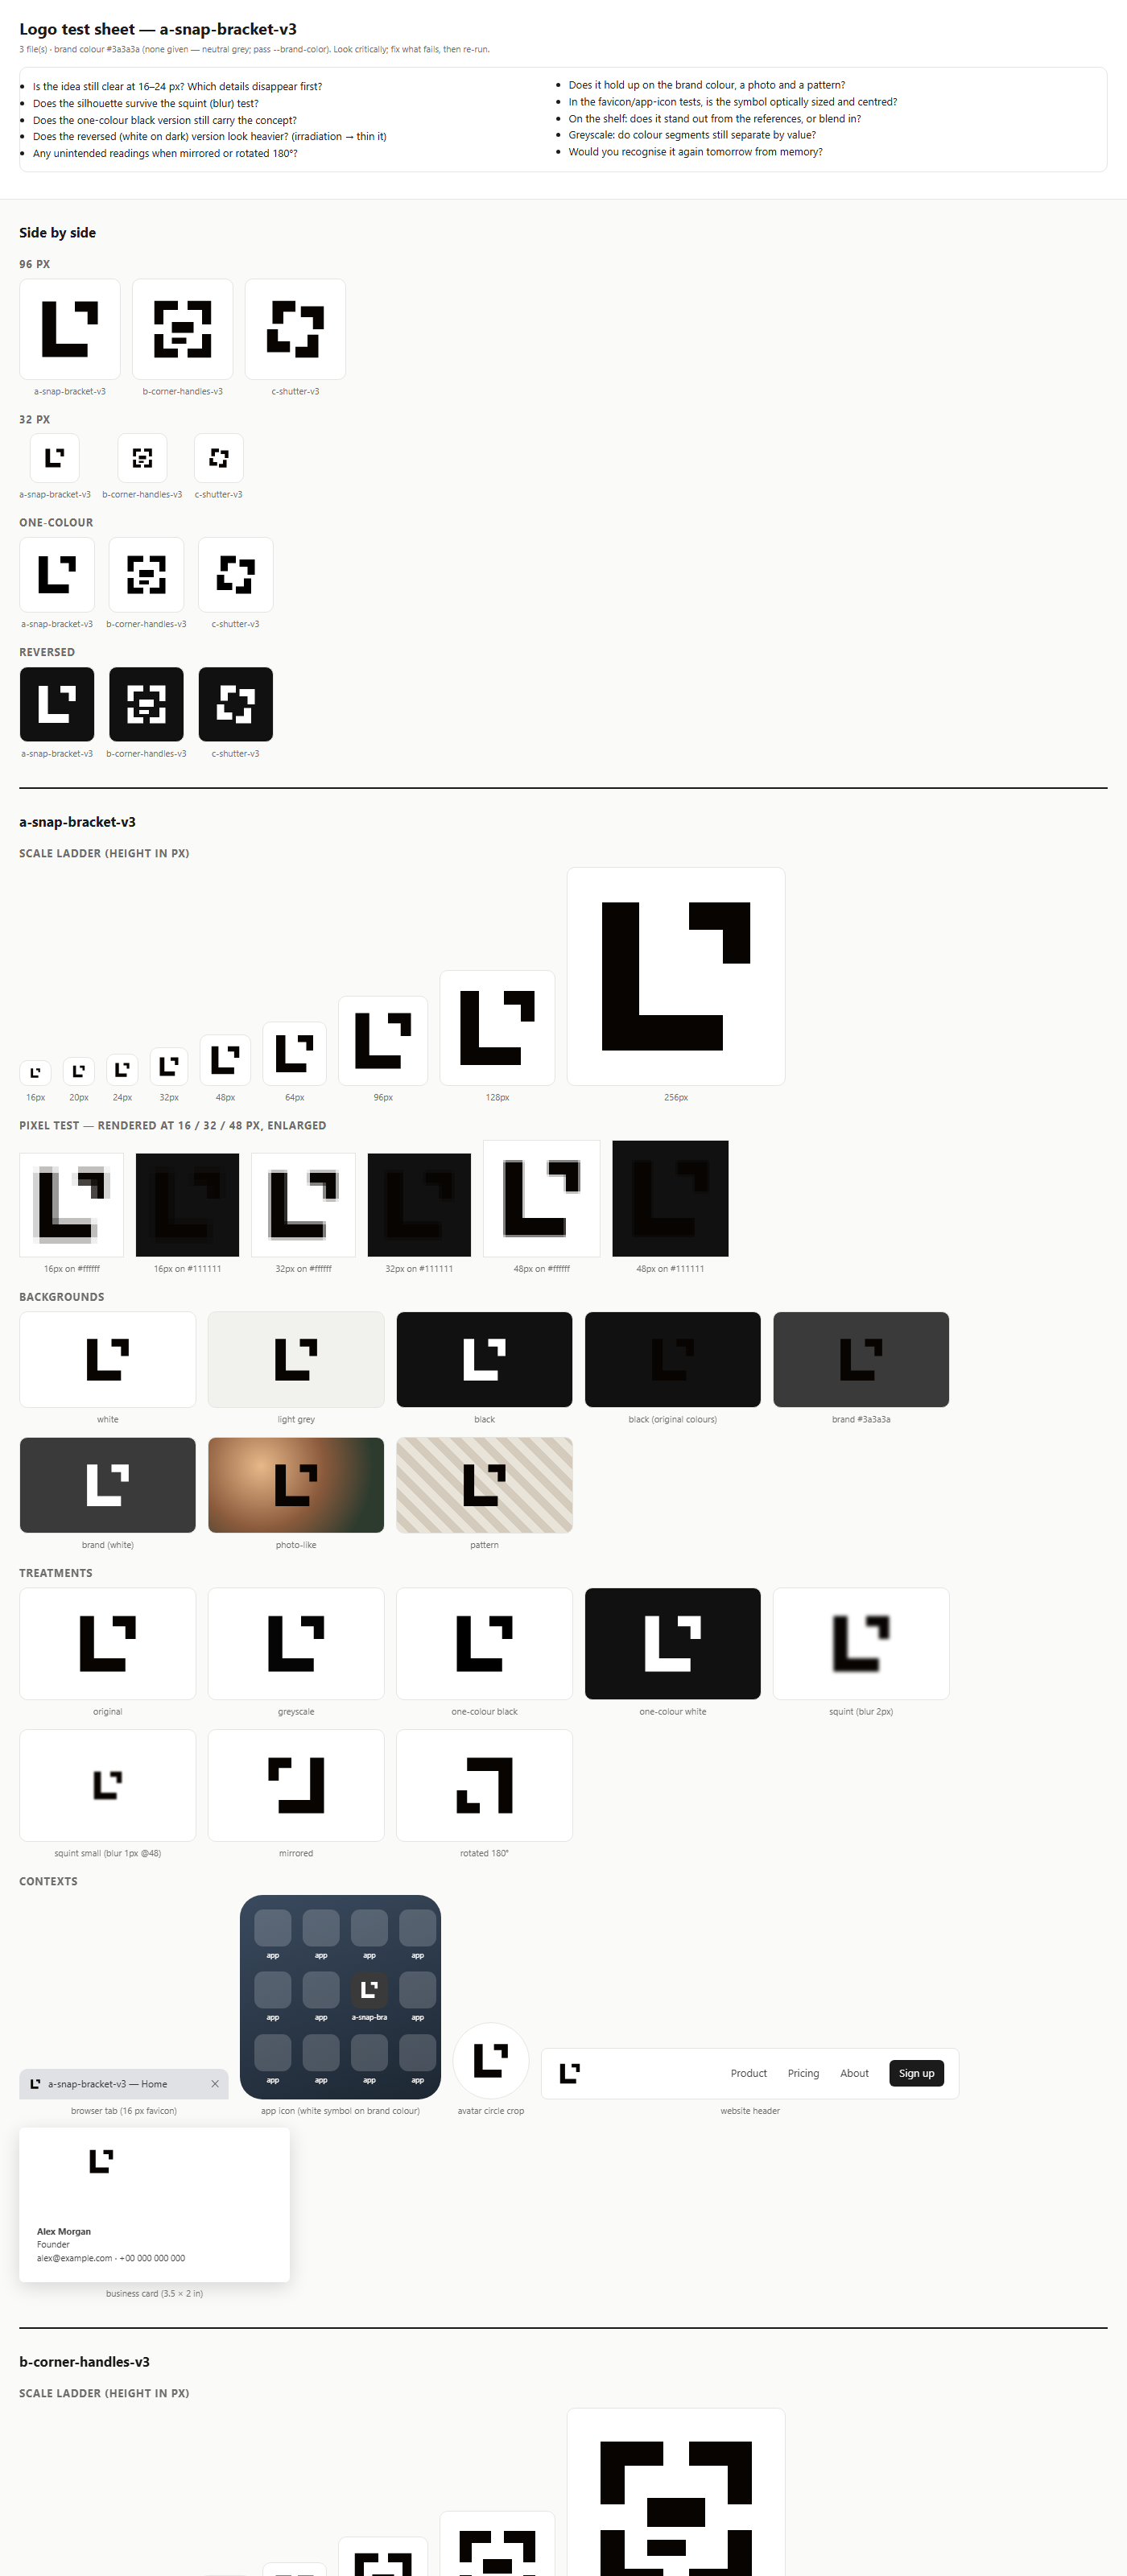 Logo test sheet — a-snap-bracket-v3
3 file(s) · brand colour #3a3a3a (none given — neutral grey; pass --brand-color). Look critically; fix what fails, then re-run.
• Is the idea still clear at 16–24 px? Which details disappear first?
• Does the silhouette survive the squint (blur) test?
• Does the one-colour black version still carry the concept?
• Does the reversed (white on dark) version look heavier? (irradiation → thin it)
• Any unintended readings when mirrored or rotated 180°?
• Does it hold up on the brand colour, a photo and a pattern?
• In the favicon/app-icon tests, is the symbol optically sized and centred?
• On the shelf: does it stand out from the references, or blend in?
• Greyscale: do colour segments still separate by value?
• Would you recognise it again tomorrow from memory?
Side by side
96 PX
a-snap-bracket-v3 b-corner-handles-v3 c-shutter-v3
32 PX
a-snap-bracket-v3 b-corner-handles-v3 c-shutter-v3
ONE-COLOUR
a-snap-bracket-v3 b-corner-handles-v3 c-shutter-v3
REVERSED
a-snap-bracket-v3 b-corner-handles-v3 c-shutter-v3
a-snap-bracket-v3
SCALE LADDER (HEIGHT IN PX)
16px 20px 24px 32px 48px 64px 96px 128px 256px
PIXEL TEST — RENDERED AT 16 / 32 / 48 PX, ENLARGED
16px on #ffffff 16px on #111111 32px on #ffffff 32px on #111111 48px on #ffffff 48px on #111111
BACKGROUNDS
white light grey black black (original colours) brand #3a3a3a
brand (white) photo-like pattern
TREATMENTS
original greyscale one-colour black one-colour white squint (blur 2px)
squint small (blur 1px @48) mirrored rotated 180°
CONTEXTS
app app app app
app app a-snap-bra app
app app app app
a-snap-bracket-v3 — Home ×
Product Pricing About Sign up
browser tab (16 px favicon) app icon (white symbol on brand colour) avatar circle crop website header
Alex Morgan
Founder
alex@example.com · +00 000 000 000
business card (3.5 × 2 in)
b-corner-handles-v3
SCALE LADDER (HEIGHT IN PX)